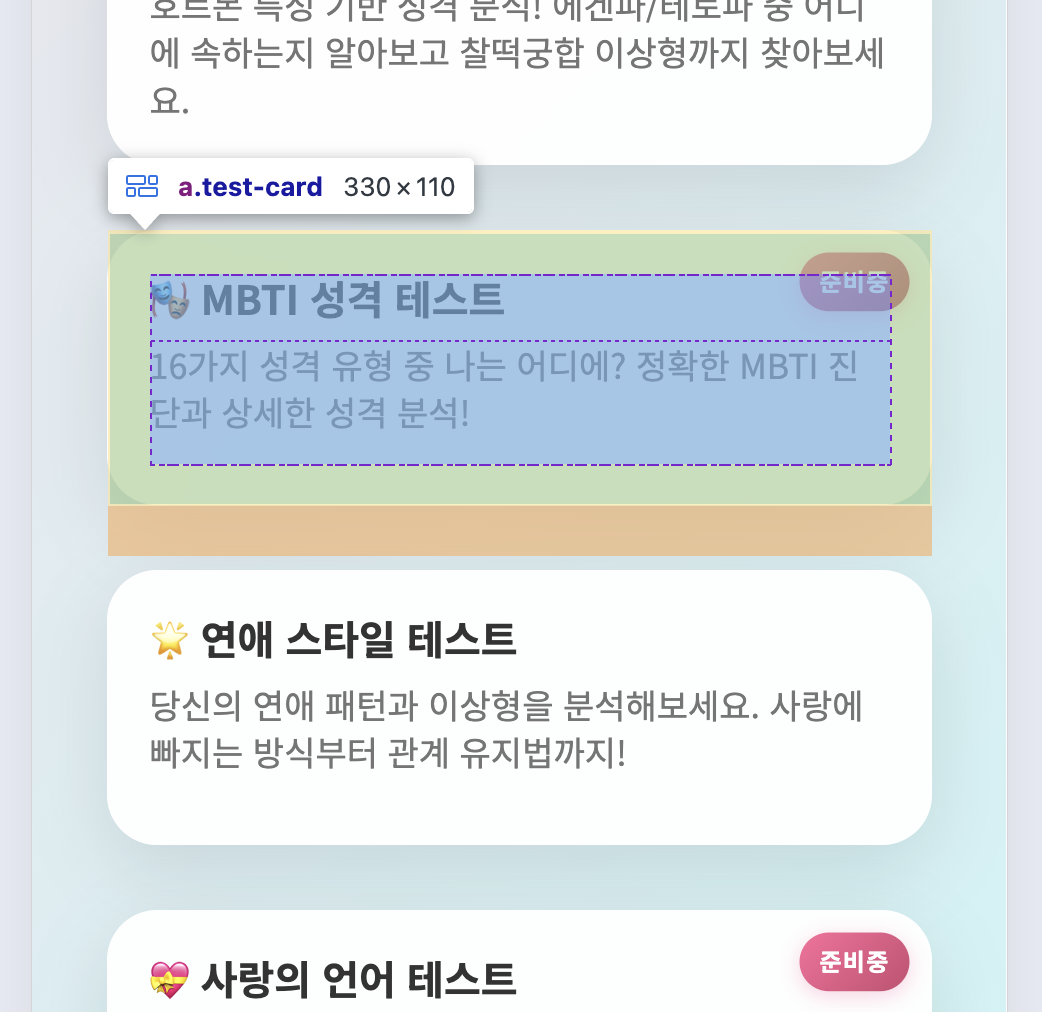 호르몬 특성 기반 성격 분석! 에겐파/테토파 중 어디
에 속하는지 알아보고 찰떡궁합 이상형까지 찾아보세
요.
a.test-card 330 × 110
준비중
🎭 MBTI 성격 테스트
16가지 성격 유형 중 나는 어디에? 정확한 MBTI 진
단과 상세한 성격 분석!
🌟 연애 스타일 테스트
당신의 연애 패턴과 이상형을 분석해보세요. 사랑에
빠지는 방식부터 관계 유지법까지!
준비중
💝 사랑의 언어 테스트